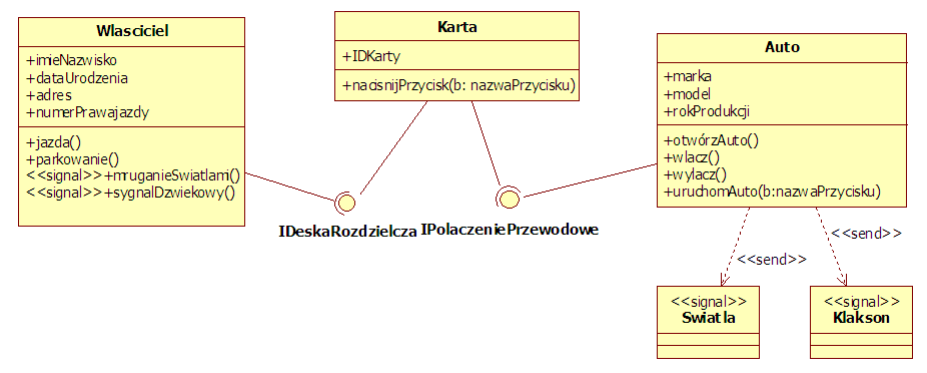 Wlasciciel
+imieNazwisko
+dataUrodzenia
+adres
+numerPrawajazdy
+jazda()
+parkowanie()
<<signal>>+mruganieSwiatlami()
<<signal>>+sygnalDzwiekowy()
Karta
+IDKarty
+nacisnijPrzycisk(b: nazwaPrzycisku)
Auto
+marka
+model
+rokProdukcji
+otwórzAuto()
+wlacz()
+wylacz()
+uruchomAuto(b:nazwaPrzycisku)
IDeskaRozdzielcza
IPolaczeniePrzewodowe
<<send>>
<<send>>
<<signal>>
Swiatla
<<signal>>
Klakson